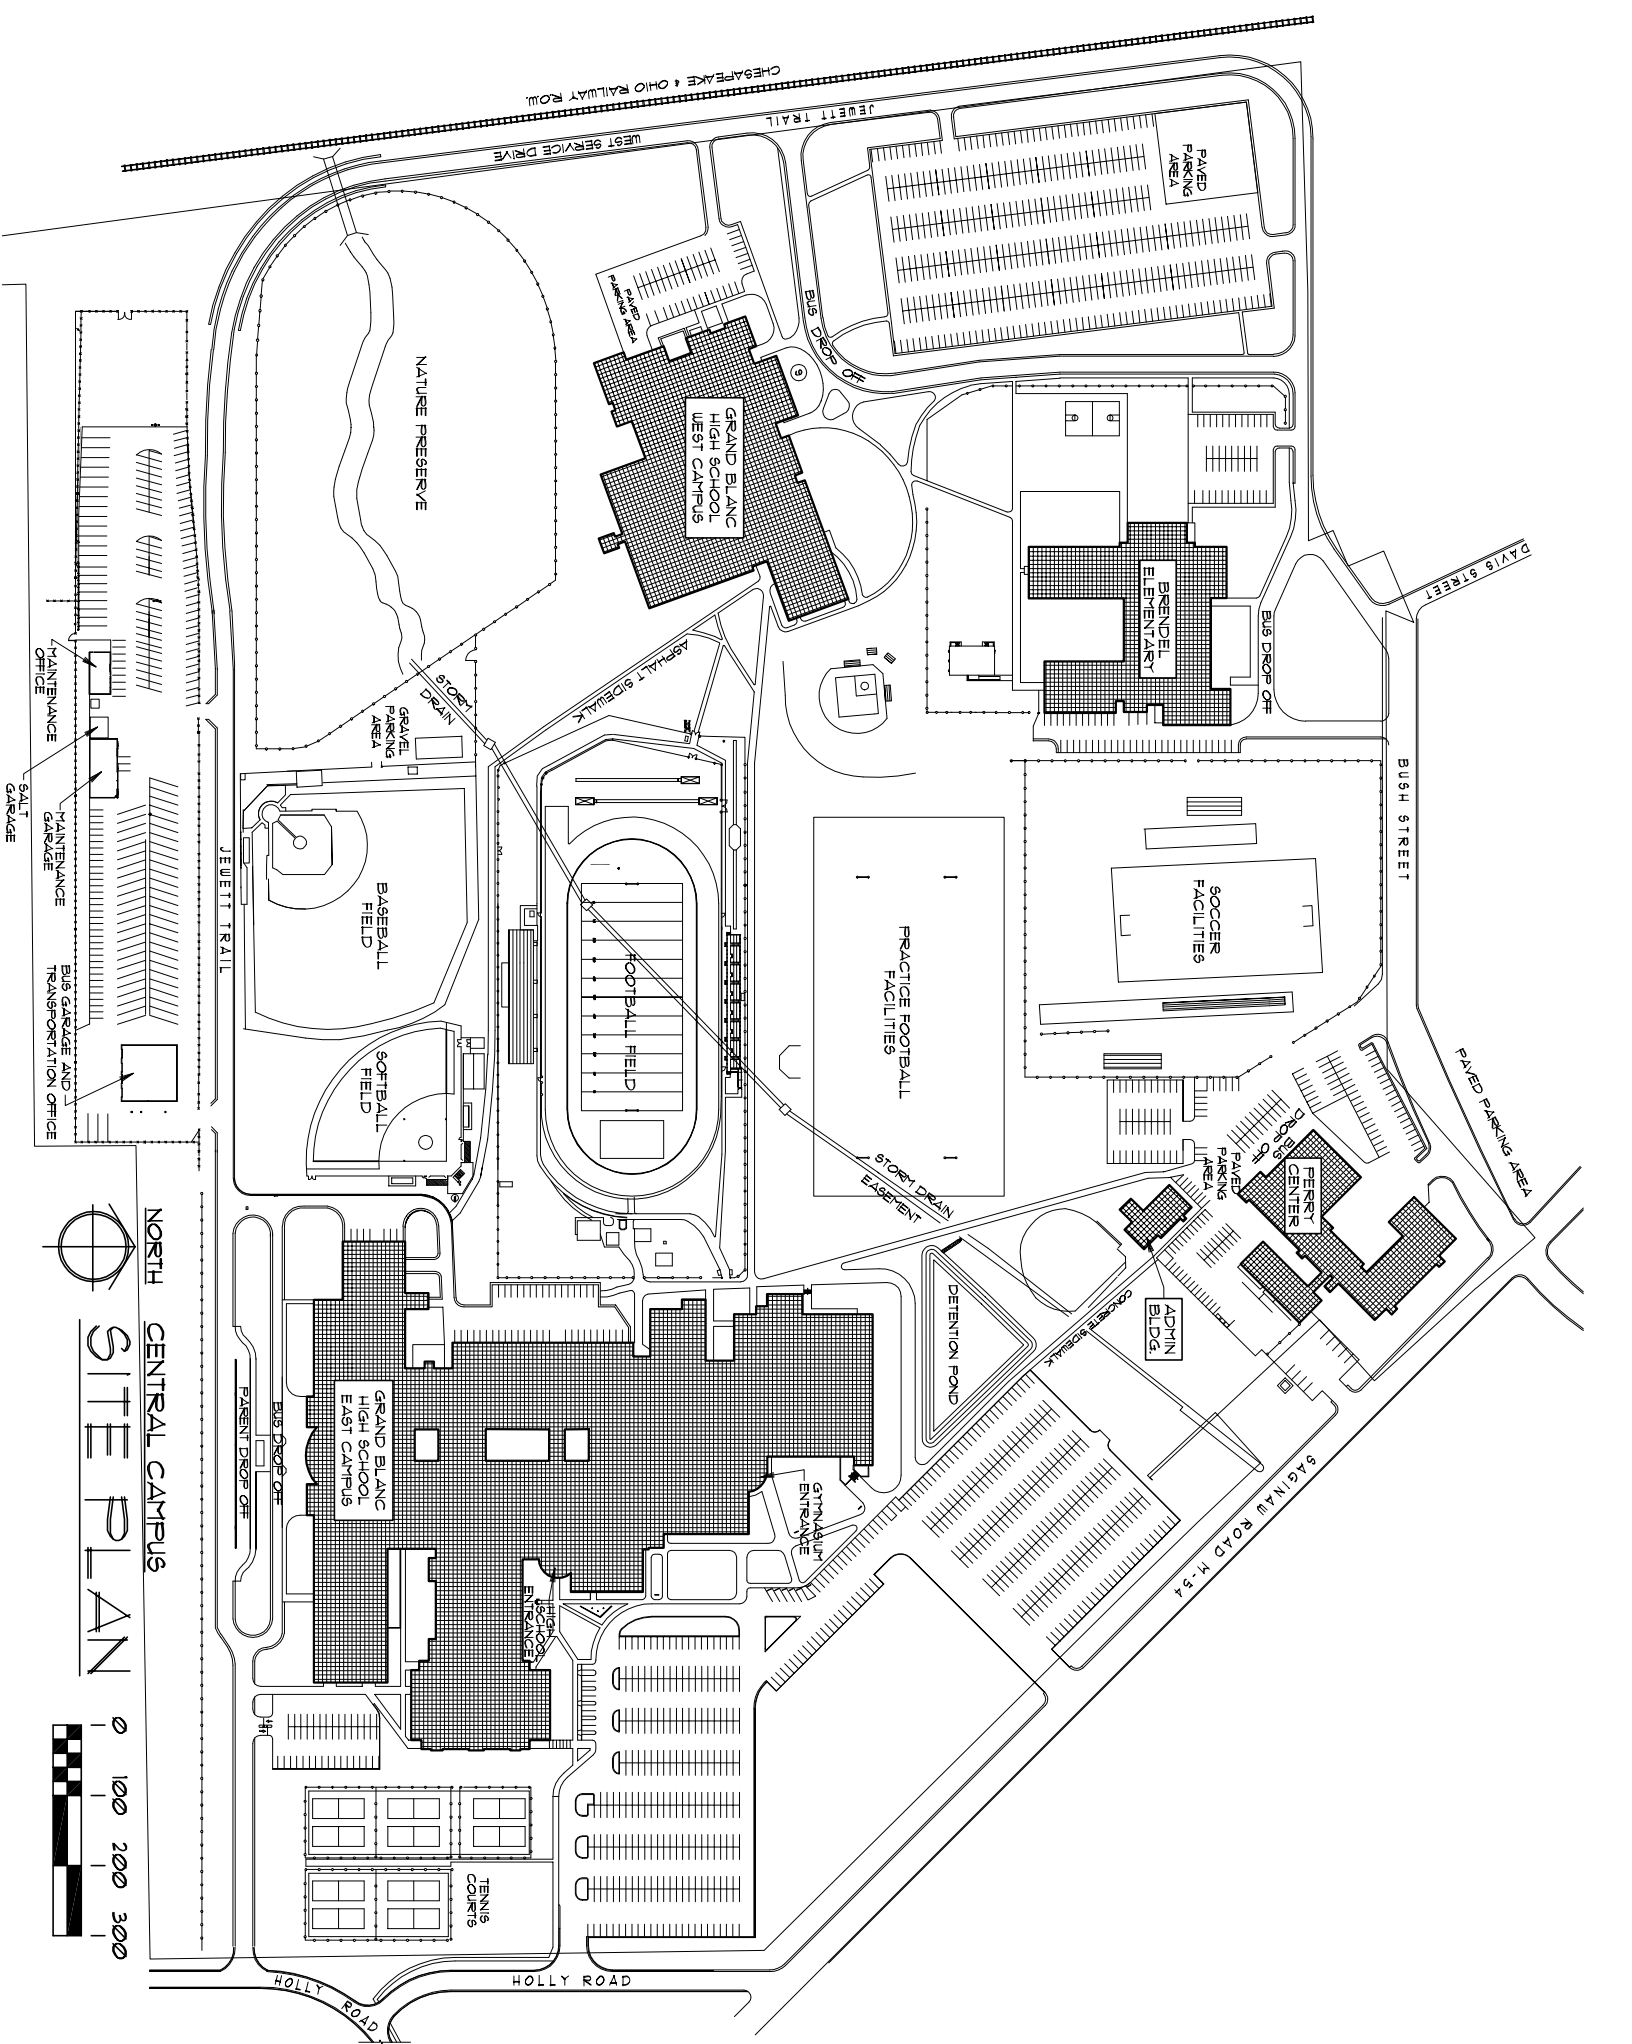 CHESAPEAKE & OHIO RAILWAY R.O.W.
JEWETT TRAIL
WEST SERVICE DRIVE
PAVED
PARKING
AREA
PAVED
PARKING AREA
BUS DROP OFF
9
NATURE PRESERVE
GRAND BLANC
HIGH SCHOOL
WEST CAMPUS
BRENDEL
ELEMENTARY
BUS DROP OFF
DAVIS STREET
ASPHALT SIDEWALK
STORM
DRAIN
GRAVEL
PARKING
AREA
MAINTENANCE
OFFICE
SALT
GARAGE
MAINTENANCE
GARAGE
BUS GARAGE AND
TRANSPORTATION OFFICE
JEWETT TRAIL
BASEBALL
FIELD
SOFTBALL
FIELD
FOOTBALL FIELD
PRACTICE FOOTBALL
FACILITIES
SOCCER
FACILITIES
BUSH STREET
PAVED PARKING AREA
BUS
DROP OFF
PAVED
PARKING
AREA
PERRY
CENTER
STORM DRAIN
EASEMENT
ADMIN
BLDG.
DETENTION POND
CONCRETE SIDEWALK
SAGINAW ROAD M-54
GRAND BLANC
HIGH SCHOOL
EAST CAMPUS
GYMNASIUM
ENTRANCE
HIGH
SCHOOL
ENTRANCE
BUS DROP OFF
PARENT DROP OFF
TENNIS
COURTS
HOLLY ROAD
HOLLY ROAD
NORTH
CENTRAL CAMPUS
SITE PLAN
0 100 200 300